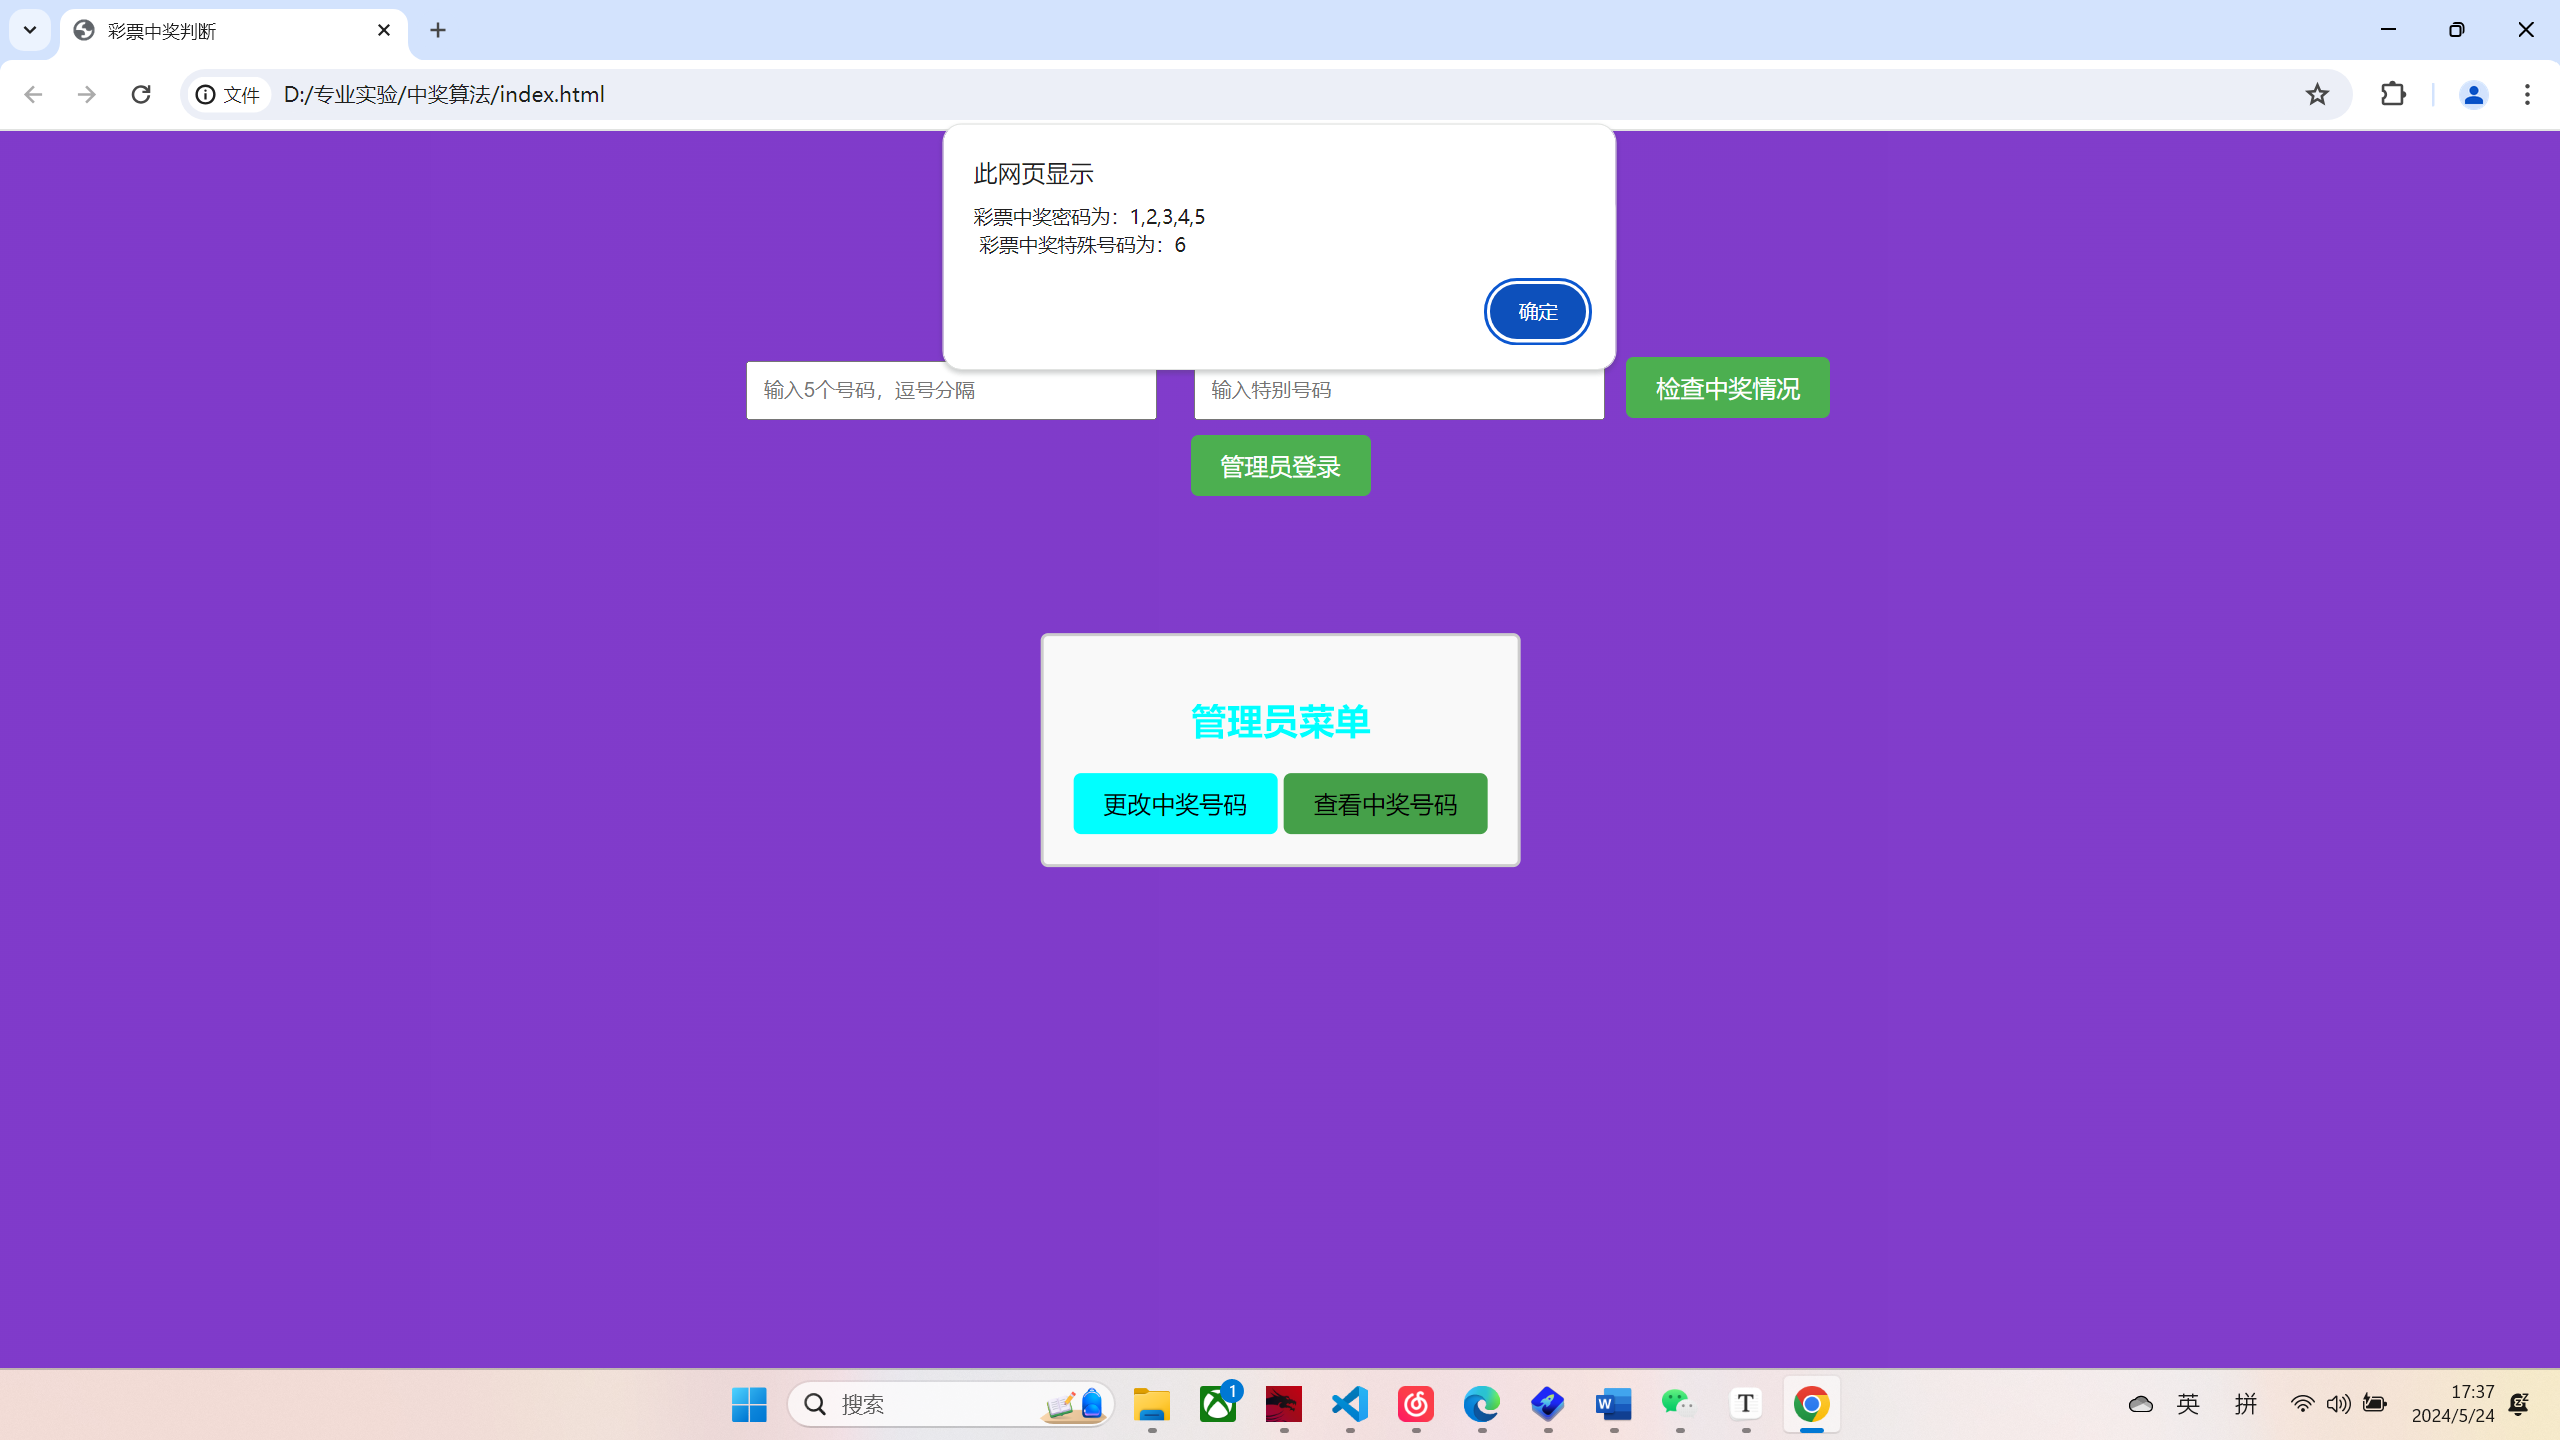 彩票中奖判断
文件
D:/专业实验/中奖算法/index.html
此网页显示
彩票中奖密码为：1,2,3,4,5
彩票中奖特殊号码为：6
确定
输入5个号码，逗号分隔
输入特别号码
检查中奖情况
管理员登录
管理员菜单
更改中奖号码
查看中奖号码
搜索
1
W
T
英
拼
17:37
2024/5/24